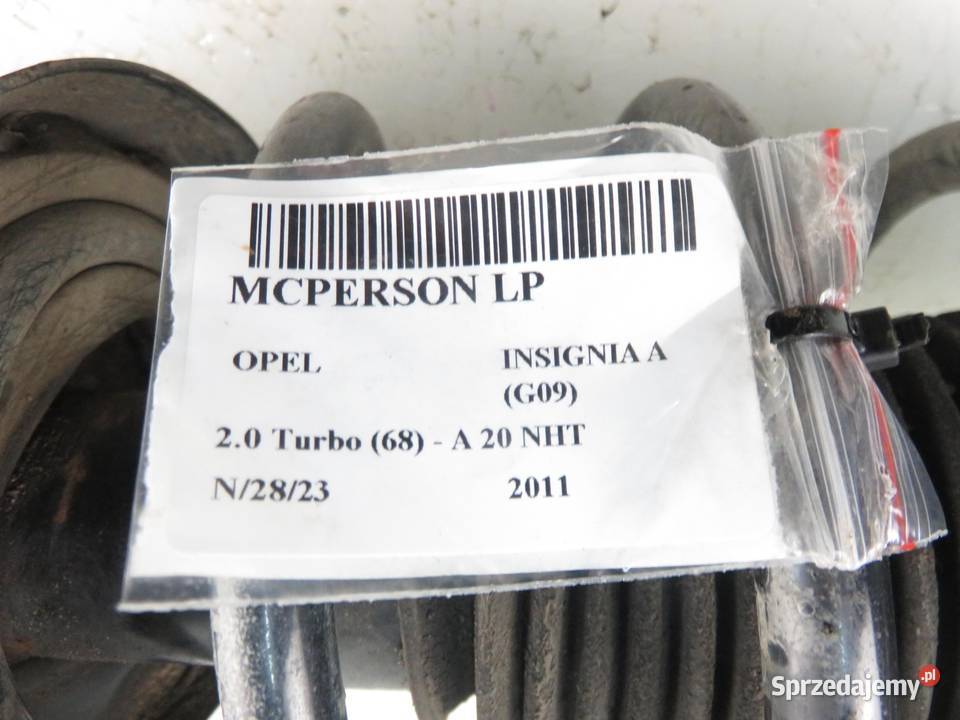 MCPERSON LP
OPEL
INSIGNIA A
(G09)
2.0 Turbo (68) - A 20 NHT
N/28/23
2011
Sprzedajemy.pl